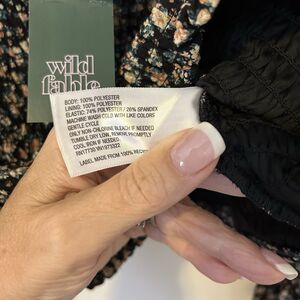 wild
fable
BODY: 100% POLYESTER
LINING: 100% POLYESTER
ELASTIC: 74% POLYESTER / 26% SPANDEX
MACHINE WASH COLD WITH LIKE COLORS
GENTLE CYCLE
ONLY NON-CHLORINE BLEACH IF NEEDED
TUMBLE DRY LOW, REMOVE PROMPTLY
COOL IRON IF NEEDED
RN17730 VN1973322
LABEL MADE FROM 100%